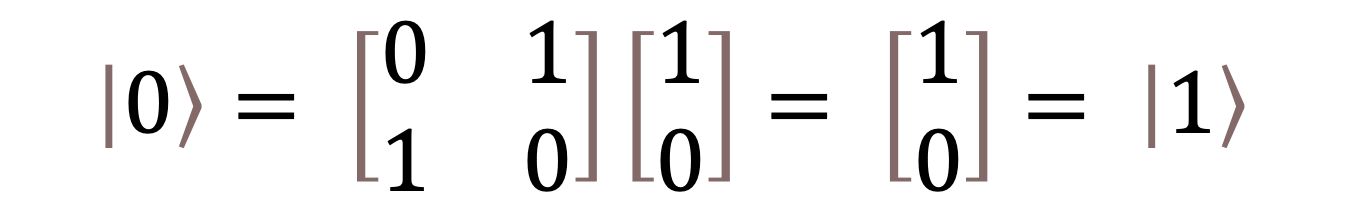 |0⟩ = [0 1; 1 0] [1; 0] = [1; 0] = |1⟩